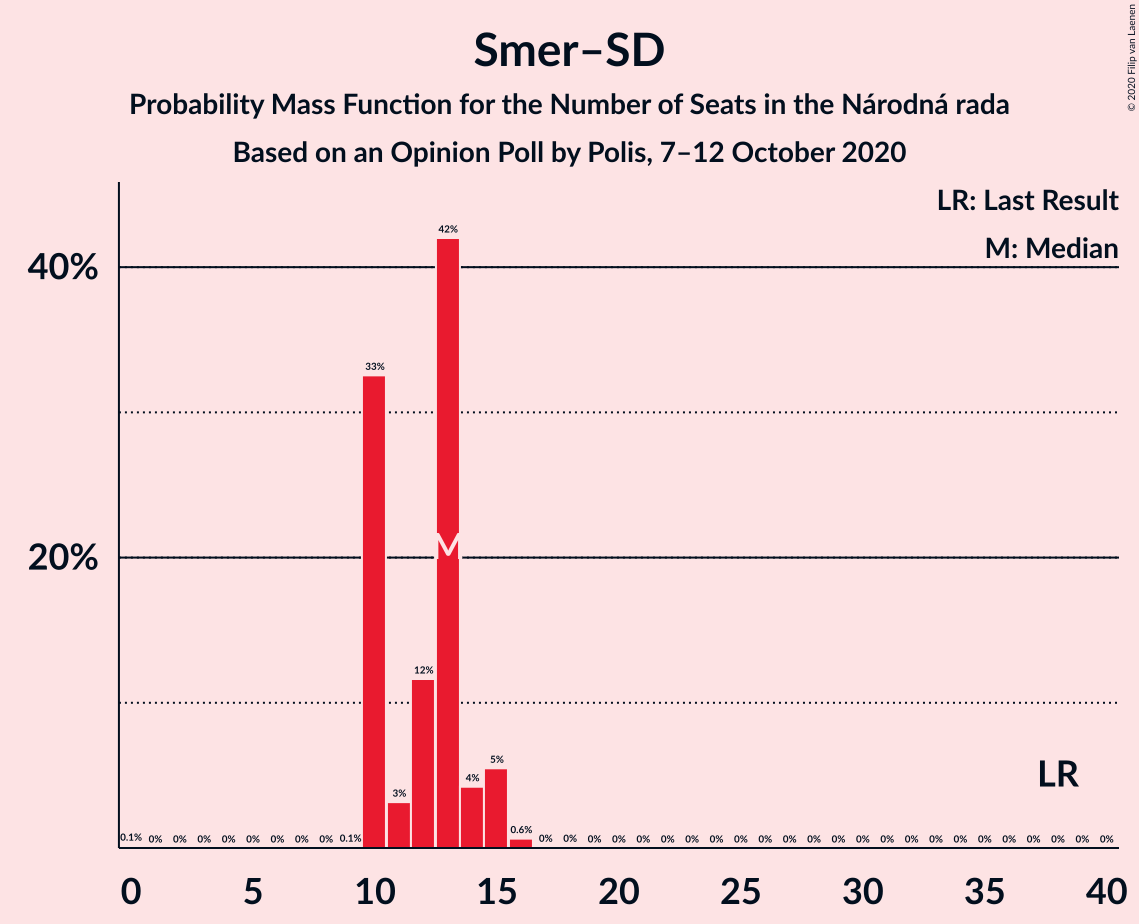 Smer–SD
Probability Mass Function for the Number of Seats in the Národná rada
Based on an Opinion Poll by Polis, 7–12 October 2020
© 2020 Filip van Laenen
LR: Last Result
M: Median
40%
20%
0.1% 0% 0% 0% 0% 0% 0% 0% 0% 0.1% 33% 3% 12% 42% 4% 5% 0.6% 0% 0% 0% 0% 0% 0% 0% 0% 0% 0% 0% 0% 0% 0% 0% 0% 0% 0% 0% 0% 0% 0% 0% 0%
M
LR
0 5 10 15 20 25 30 35 40